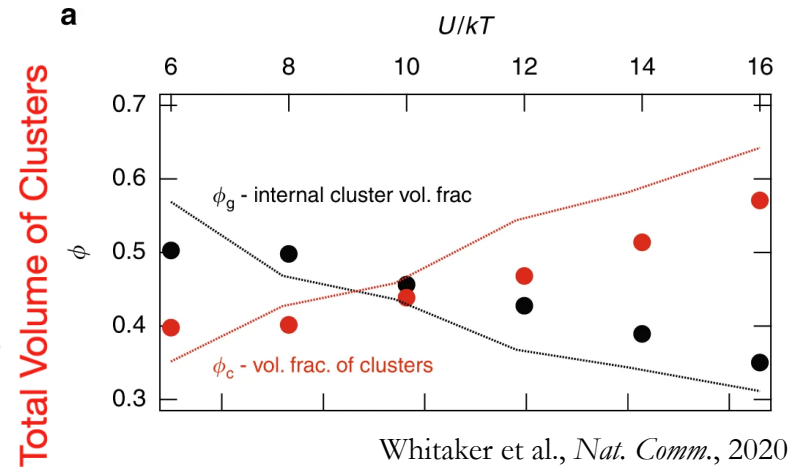 a
U/kT
6 8 10 12 14 16
Total Volume of Clusters
ϕ
0.7
0.6
0.5
0.4
0.3
ϕg - internal cluster vol. frac
ϕc - vol. frac. of clusters
Whitaker et al., Nat. Comm., 2020